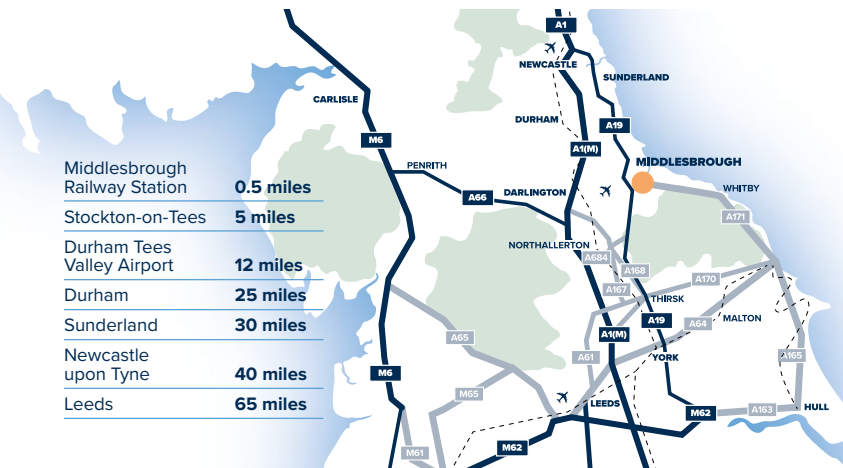 A1
NEWCASTLE
SUNDERLAND
CARLISLE
DURHAM
A19
M6
A1(M)
MIDDLESBROUGH
PENRITH
Middlesbrough
Railway Station 0.5 miles
A66
DARLINGTON
WHITBY
Stockton-on-Tees 5 miles
A171
Durham Tees
Valley Airport 12 miles
NORTHALLERTON
A684
A168
A170
A167
Durham 25 miles
THIRSK
Sunderland 30 miles
A19
A64
MALTON
A65
A1(M)
Newcastle
upon Tyne 40 miles
A61
YORK
A165
M6
M65
Leeds 65 miles
LEEDS
M62
A163
HULL
M61
M62